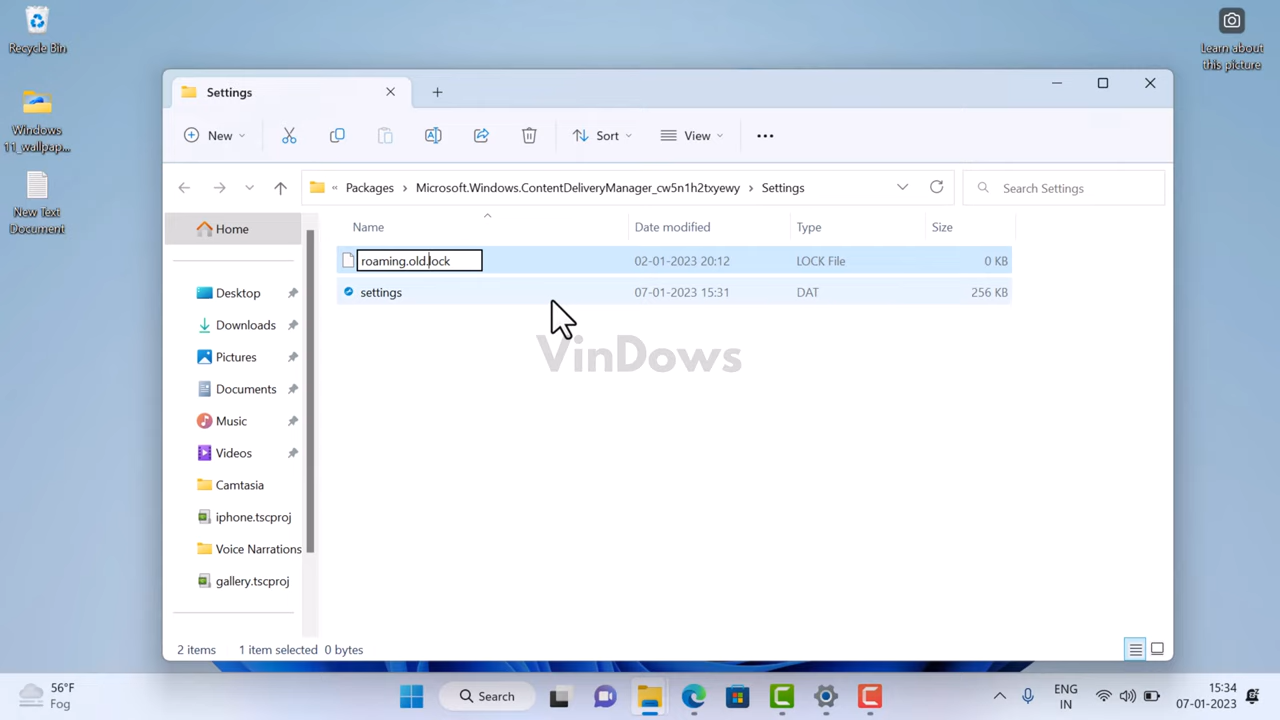 Recycle Bin
Windows
11_wallpap...
New Text
Document
Learn about
this picture
Settings
New
Sort
View
« Packages > Microsoft.Windows.ContentDeliveryManager_cw5n1h2txyewy > Settings
Search Settings
Name Date modified Type Size
roaming.old.lock 02-01-2023 20:12 LOCK File 0 KB
settings 07-01-2023 15:31 DAT 256 KB
Home
Desktop
Downloads
Pictures
Documents
Music
Videos
Camtasia
iphone.tscproj
Voice Narrations
gallery.tscproj
VinDows
2 items 1 item selected 0 bytes
56°F
Fog
Search
ENG
IN
15:34
07-01-2023